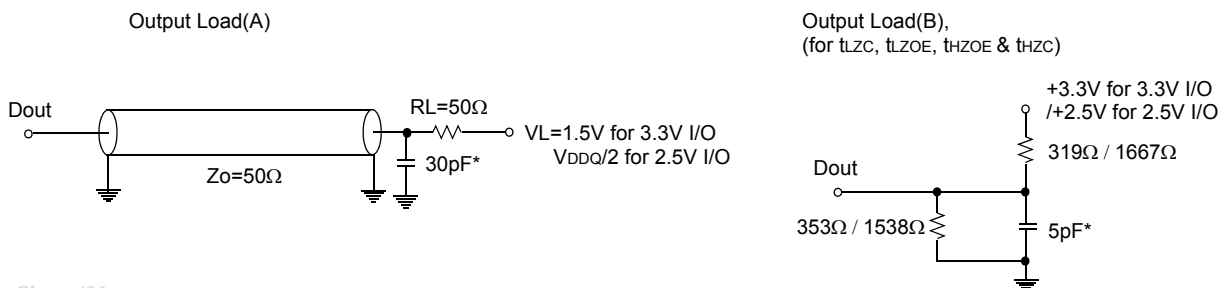 Output Load(A)
Dout
Zo=50Ω
RL=50Ω
30pF*
VL=1.5V for 3.3V I/O
VDDQ/2 for 2.5V I/O
Output Load(B),
(for tLZC, tLZOE, tHZOE & tHZC)
+3.3V for 3.3V I/O
/+2.5V for 2.5V I/O
319Ω / 1667Ω
Dout
353Ω / 1538Ω
5pF*